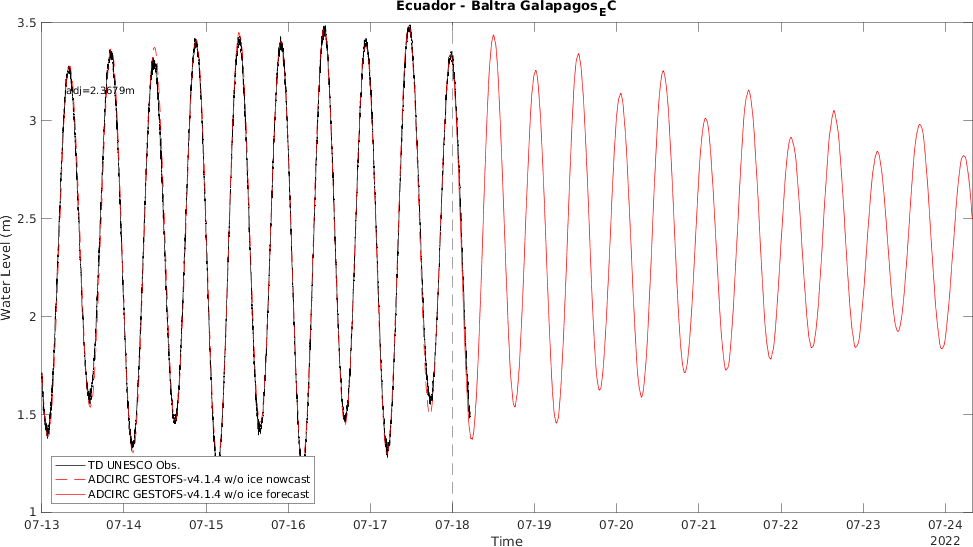 Ecuador - Baltra GalapagosEC
3.5
adj=2.3679m
3
2.5
Water Level (m)
2
1.5
TD UNESCO Obs.
ADCIRC GESTOFS-v4.1.4 w/o ice nowcast
ADCIRC GESTOFS-v4.1.4 w/o ice forecast
1
07-13 07-14 07-15 07-16 07-17 07-18 07-19 07-20 07-21 07-22 07-23 07-24
Time 2022